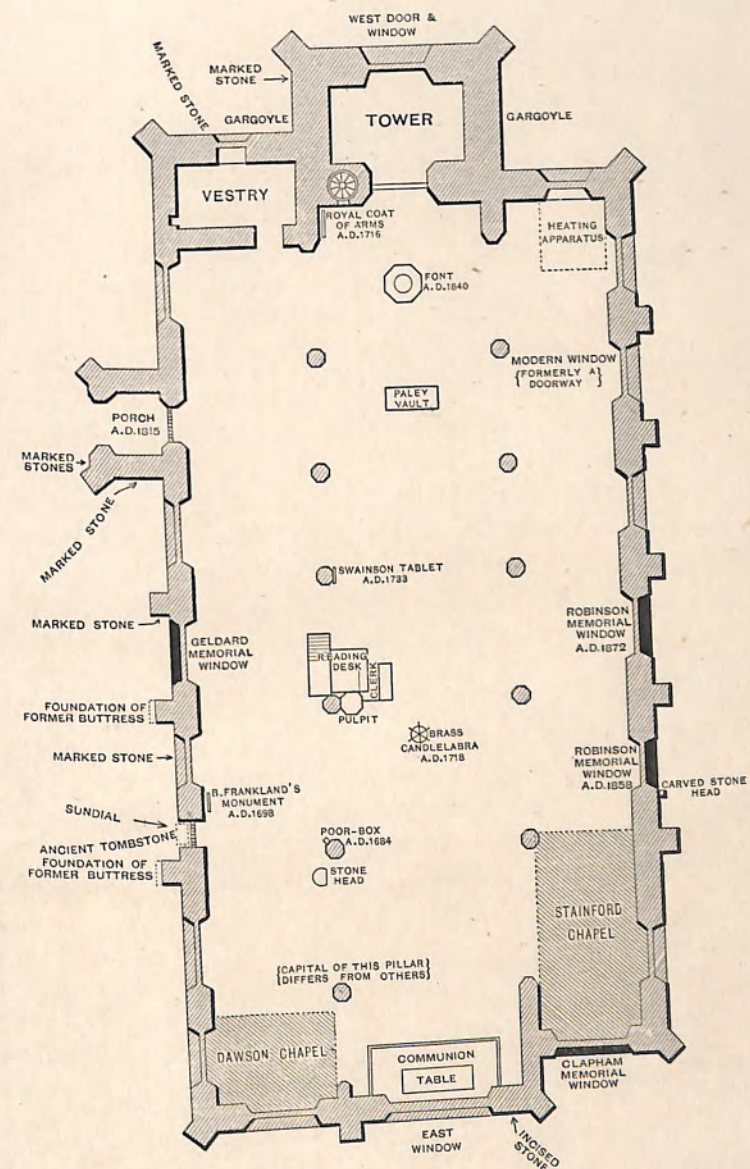 WEST DOOR &
WINDOW
MARKED STONE
MARKED
STONE
GARGOYLE
TOWER
GARGOYLE
VESTRY
ROYAL COAT
OF ARMS
A.D.1716
HEATING
APPARATUS
FONT
A.D.1840
MODERN WINDOW
{FORMERLY A
DOORWAY}
PALEY
VAULT
PORCH
A.D.1815
MARKED
STONES
MARKED STONE
SWAINSON TABLET
A.D.1733
MARKED STONE
GELDARD
MEMORIAL
WINDOW
ROBINSON
MEMORIAL
WINDOW
A.D.1872
READING
DESK
CLERK
PULPIT
FOUNDATION OF
FORMER BUTTRESS
BRASS
CANDLELABRA
A.D.1718
MARKED STONE
ROBINSON
MEMORIAL
WINDOW
A.D.1858
CARVED STONE
HEAD
R.FRANKLAND'S
MONUMENT
A.D.1698
SUNDIAL
ANCIENT TOMBSTONE
FOUNDATION OF
FORMER BUTTRESS
POOR-BOX
A.D.1684
STONE
HEAD
STAINFORD
CHAPEL
{CAPITAL OF THIS PILLAR}
{DIFFERS FROM OTHERS}
DAWSON CHAPEL
COMMUNION
TABLE
CLAPHAM
MEMORIAL
WINDOW
EAST
WINDOW
INCISED
STONE